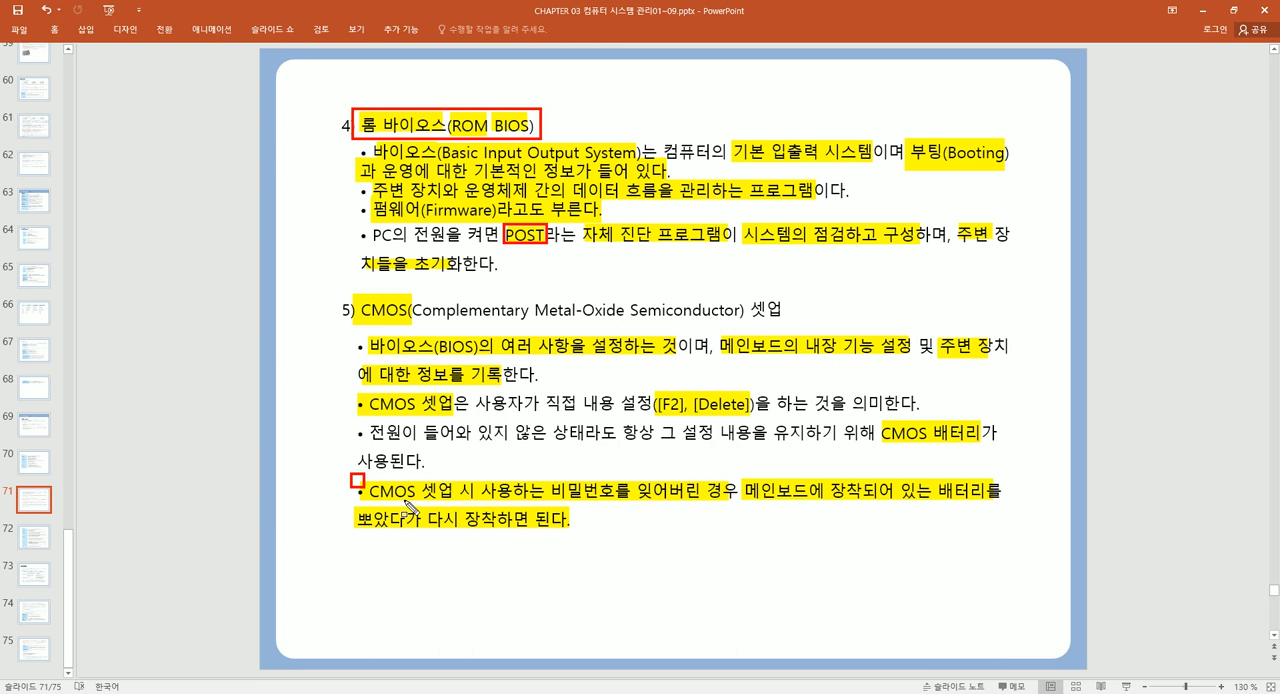 CHAPTER 03 컴퓨터 시스템 관리01~09.pptx - PowerPoint
파일 홈 삽입 디자인 전환 애니메이션 슬라이드 쇼 검토 보기 추가 기능 수행할 작업을 알려 주세요. 로그인 공유
59
60
61
62
63
64
65
66
67
68
69
70
71
72
73
74
75
4) 롬 바이오스(ROM BIOS)
• 바이오스(Basic Input Output System)는 컴퓨터의 기본 입출력 시스템이며 부팅(Booting)
과 운영에 대한 기본적인 정보가 들어 있다.
• 주변 장치와 운영체제 간의 데이터 흐름을 관리하는 프로그램이다.
• 펌웨어(Firmware)라고도 부른다.
• PC의 전원을 켜면 POST라는 자체 진단 프로그램이 시스템의 점검하고 구성하며, 주변 장
치들을 초기화한다.
5) CMOS(Complementary Metal-Oxide Semiconductor) 셋업
• 바이오스(BIOS)의 여러 사항을 설정하는 것이며, 메인보드의 내장 기능 설정 및 주변 장치
에 대한 정보를 기록한다.
• CMOS 셋업은 사용자가 직접 내용 설정([F2], [Delete])을 하는 것을 의미한다.
• 전원이 들어와 있지 않은 상태라도 항상 그 설정 내용을 유지하기 위해 CMOS 배터리가
사용된다.
• CMOS 셋업 시 사용하는 비밀번호를 잊어버린 경우 메인보드에 장착되어 있는 배터리를
뽀았다가 다시 장착하면 된다.
슬라이드 71/75 한국어 슬라이드 노트 메모 130 %